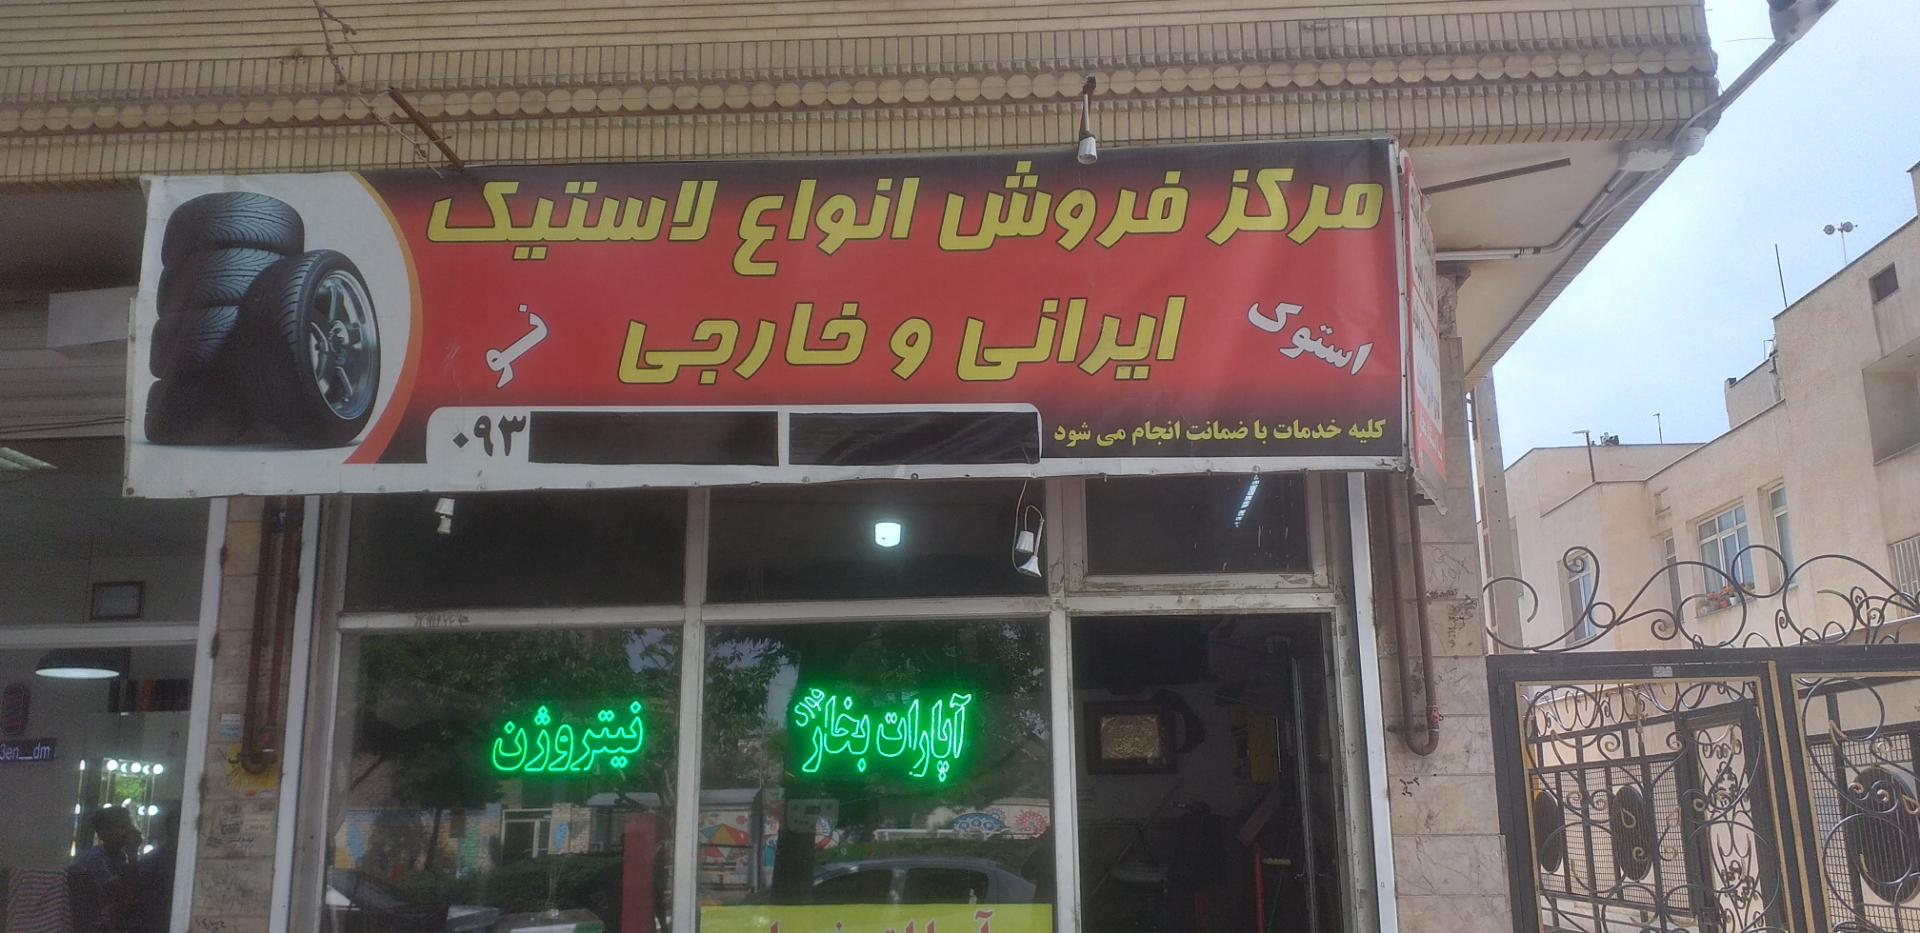 مرکز فروش انواع لاستیک
استوک
ایرانی و خارجی
نو
کلیه خدمات با ضمانت انجام می شود
۰۹۳
آپارات بخار
نیتروژن
3en__dm